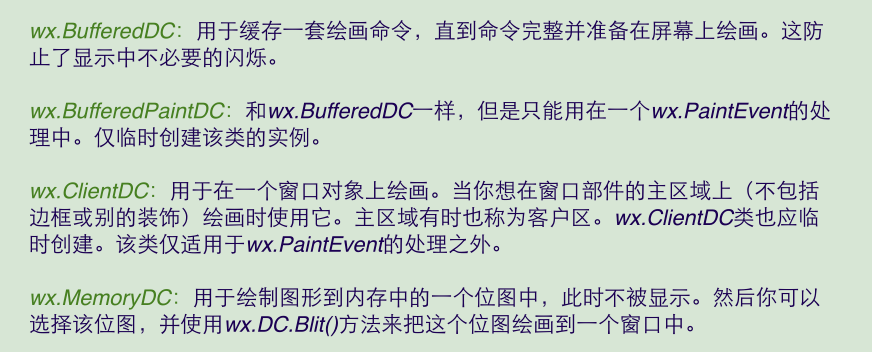 wx.BufferedDC：用于缓存一套绘画命令，直到命令完整并准备在屏幕上绘画。这防
止了显示中不必要的闪烁。
wx.BufferedPaintDC：和wx.BufferedDC一样，但是只能用在一个wx.PaintEvent的处
理中。仅临时创建该类的实例。
wx.ClientDC：用于在一个窗口对象上绘画。当你想在窗口部件的主区域上（不包括
边框或别的装饰）绘画时使用它。主区域有时也称为客户区。wx.ClientDC类也应临
时创建。该类仅适用于wx.PaintEvent的处理之外。
wx.MemoryDC：用于绘制图形到内存中的一个位图中，此时不被显示。然后你可以
选择该位图，并使用wx.DC.Blit()方法来把这个位图绘画到一个窗口中。